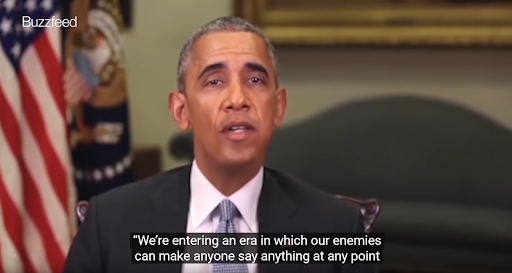 Buzzfeed
“We’re entering an era in which our enemies
can make anyone say anything at any point